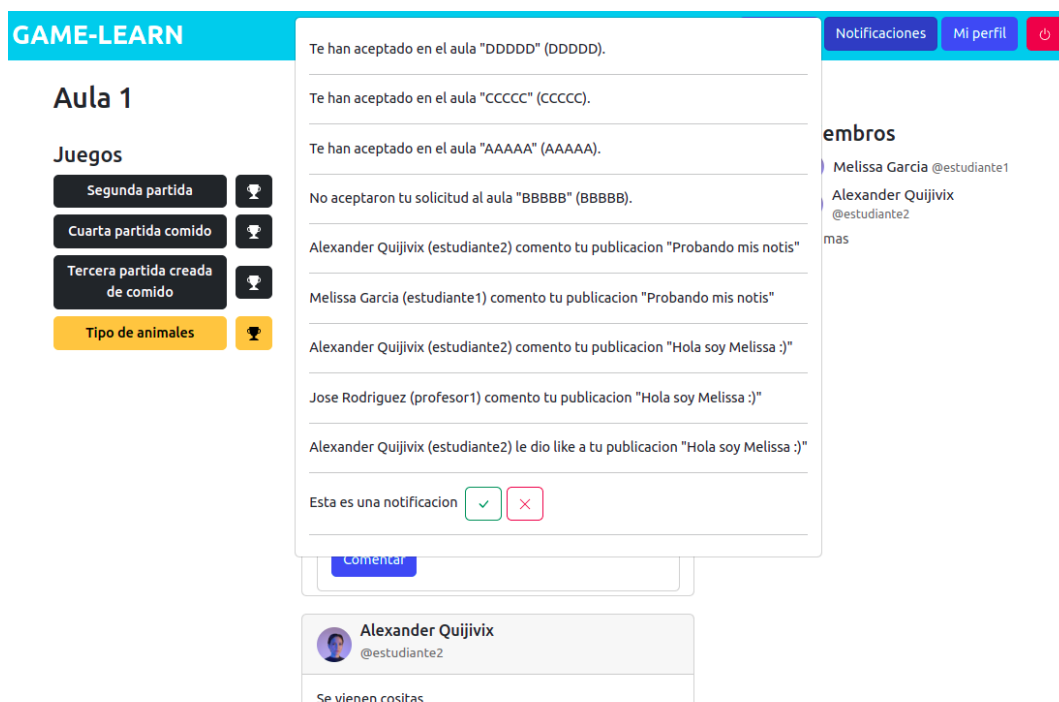 GAME-LEARN
Notificaciones
Mi perfil
Aula 1
Juegos
Segunda partida
Cuarta partida comido
Tercera partida creada
de comido
Tipo de animales
Te han aceptado en el aula "DDDDD" (DDDDD).
Te han aceptado en el aula "CCCCC" (CCCCC).
Te han aceptado en el aula "AAAAA" (AAAAA).
No aceptaron tu solicitud al aula "BBBBB" (BBBBB).
Alexander Quijivix (estudiante2) comento tu publicacion "Probando mis notis"
Melissa Garcia (estudiante1) comento tu publicacion "Probando mis notis"
Alexander Quijivix (estudiante2) comento tu publicacion "Hola soy Melissa :)"
Jose Rodriguez (profesor1) comento tu publicacion "Hola soy Melissa :)"
Alexander Quijivix (estudiante2) le dio like a tu publicacion "Hola soy Melissa :)"
Esta es una notificacion
Comentar
Alexander Quijivix
@estudiante2
Se vienen cositas
embros
Melissa Garcia @estudiante1
Alexander Quijivix
@estudiante2
mas